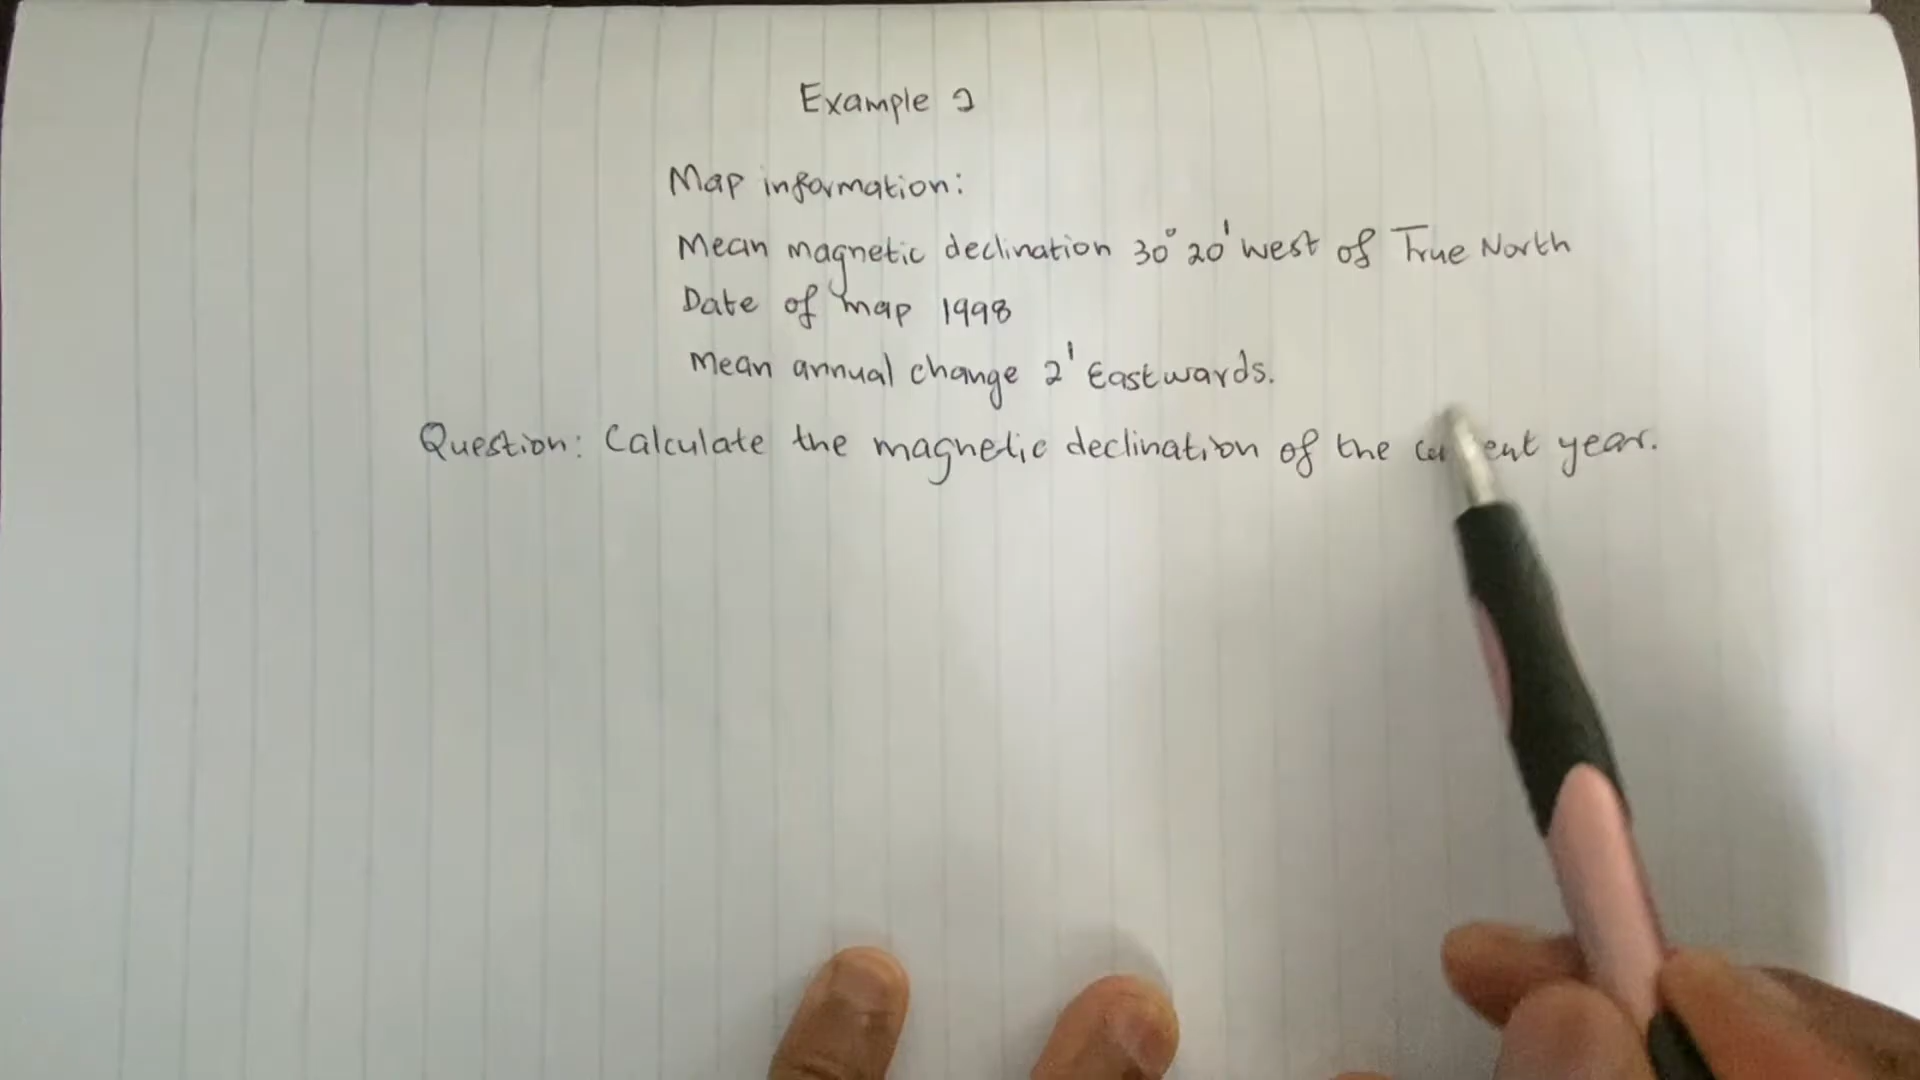 Example 2
Map information:
Mean magnetic declination 30° 20' west of True North
Date of map 1998
Mean annual change 2' Eastwards.
Question: Calculate the magnetic declination of the year.